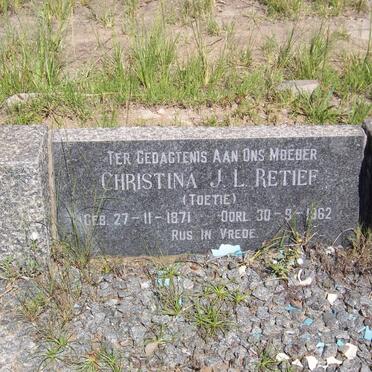 TER GEDAGTENIS AAN ONS MOEDER
CHRISTINA J. L. RETIEF
(TOETIE)
GEB. 27-11-1871 OORL. 30-9-1962
RUS IN VREDE.